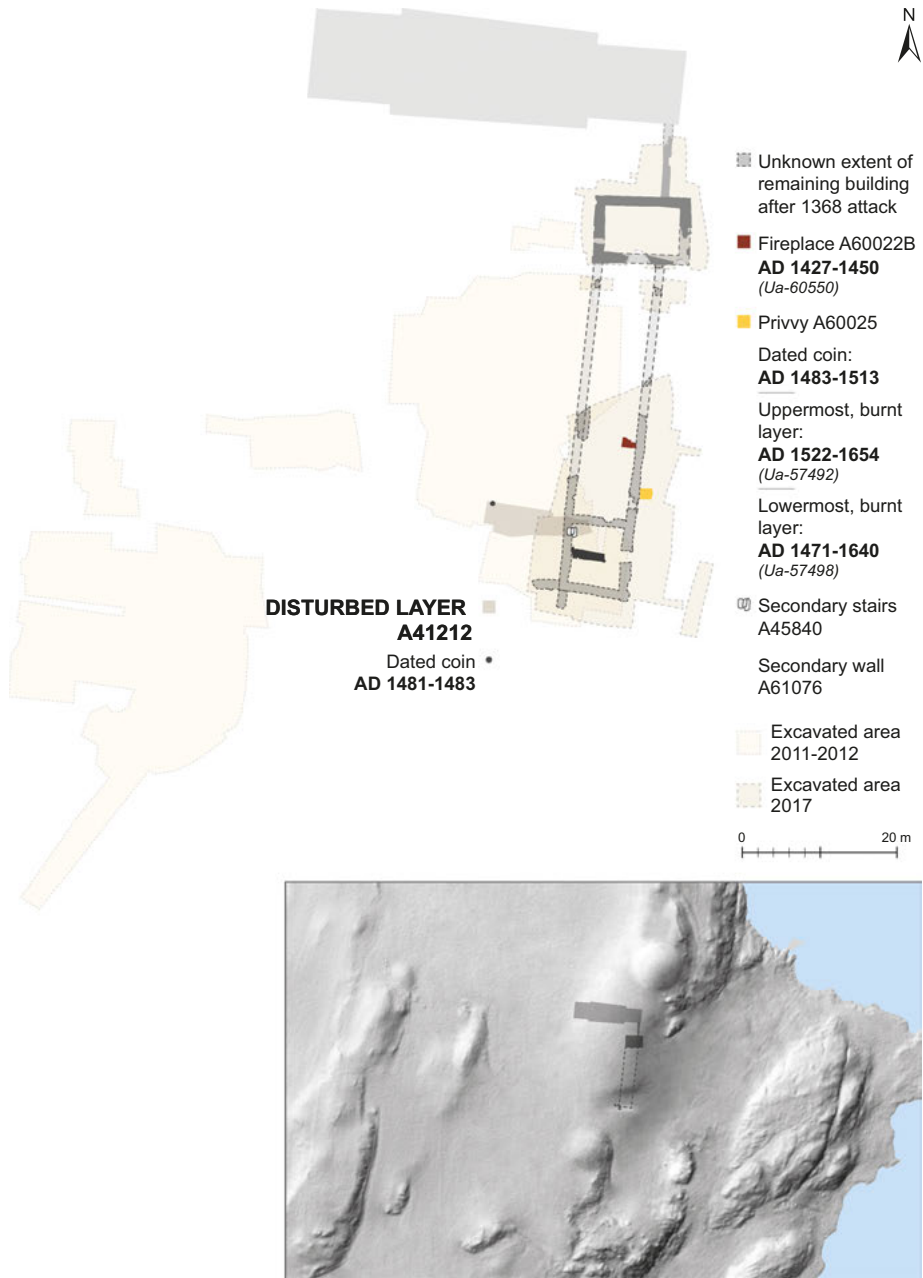 N
Unknown extent of
remaining building
after 1368 attack
Fireplace A60022B
AD 1427-1450
(Ua-60550)
Privvy A60025
Dated coin:
AD 1483-1513
Uppermost, burnt
layer:
AD 1522-1654
(Ua-57492)
Lowermost, burnt
layer:
AD 1471-1640
(Ua-57498)
Secondary stairs
A45840
Secondary wall
A61076
Excavated area
2011-2012
Excavated area
2017
0 20 m
DISTURBED LAYER
A41212
Dated coin
AD 1481-1483